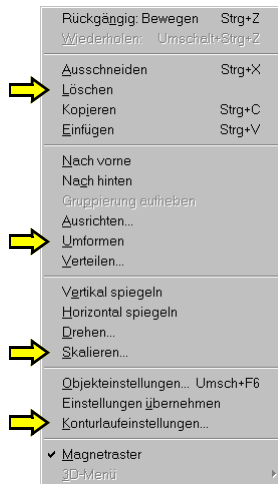 Rückgängig: Bewegen Strg+Z
Wiederholen: Umschalt+Strg+Z
Ausschneiden Strg+X
Löschen
Kopieren Strg+C
Einfügen Strg+V
Nach vorne
Nach hinten
Gruppierung aufheben
Ausrichten...
Umformen
Verteilen...
Vertikal spiegeln
Horizontal spiegeln
Drehen...
Skalieren...
Objekteinstellungen... Umsch+F6
Einstellungen übernehmen
Konturlaufeinstellungen...
Magnetraster
3D-Menü